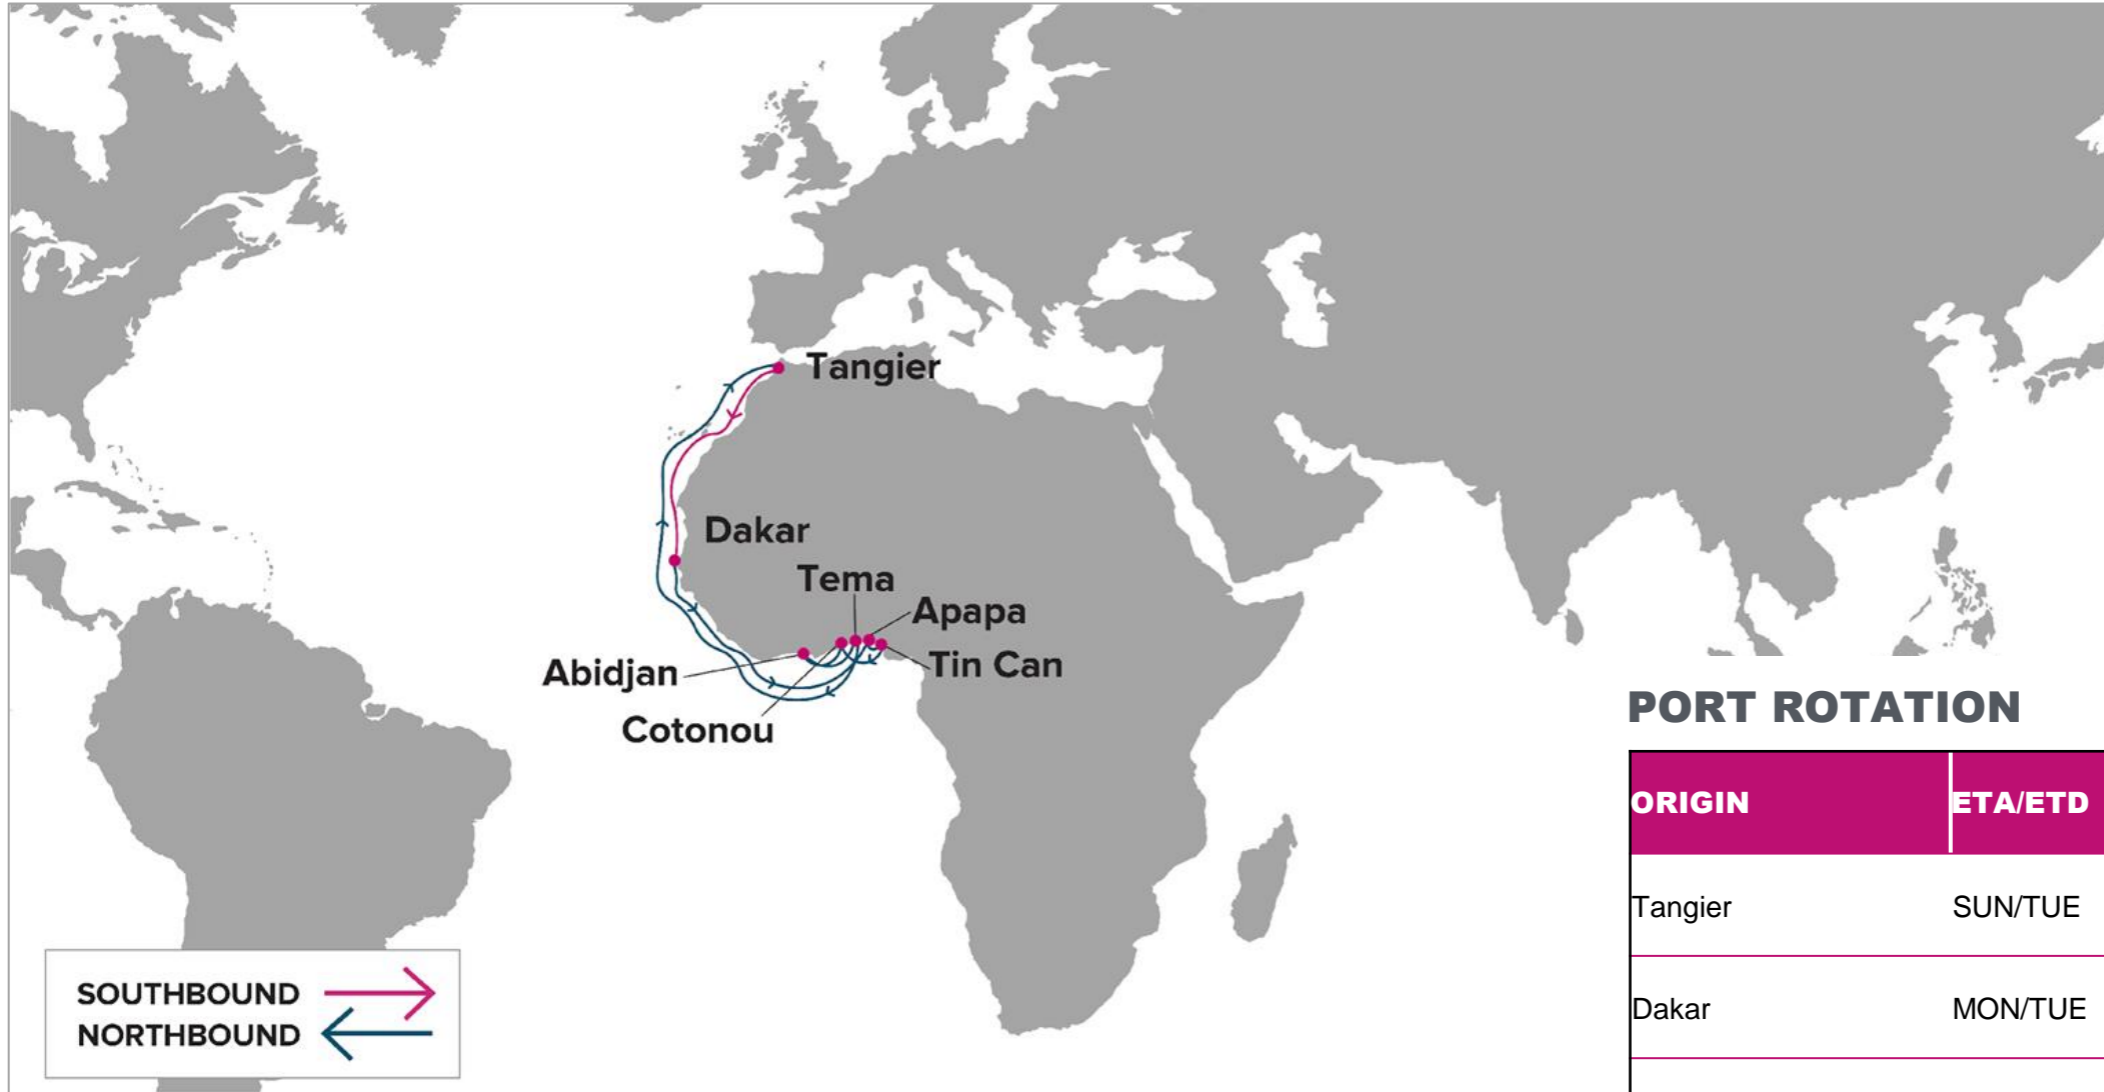 Tangier
Dakar
Tema
Apapa
Tin Can
Abidjan
Cotonou
SOUTHBOUND
NORTHBOUND
PORT ROTATION
ORIGIN ETA/ETD
Tangier SUN/TUE
Dakar MON/TUE